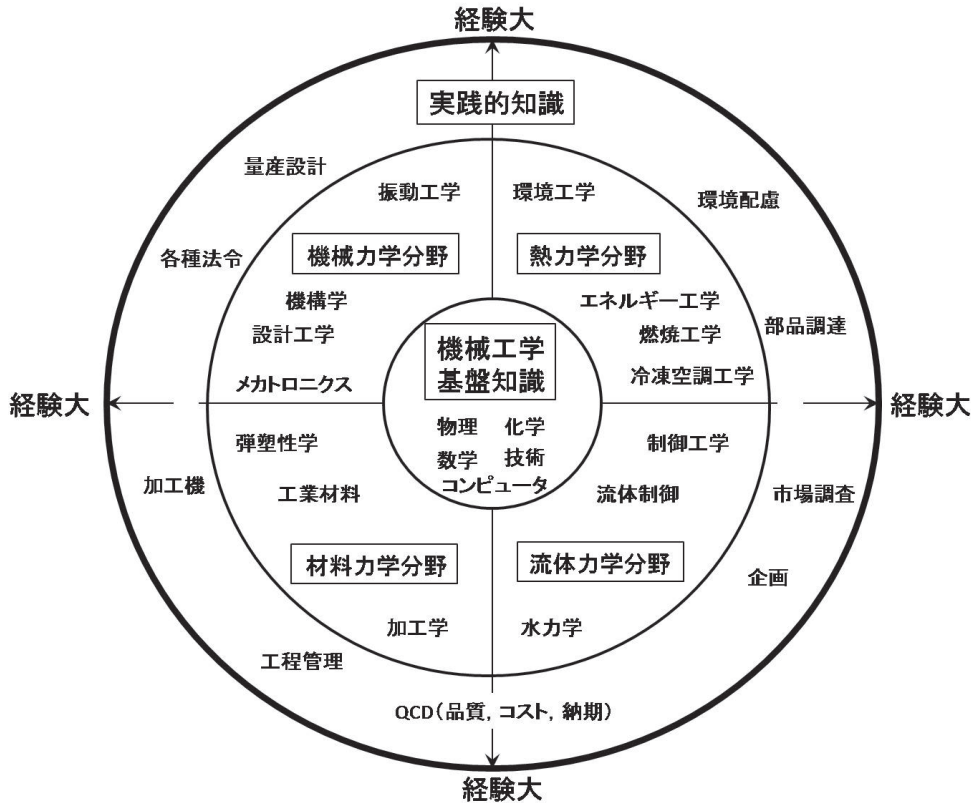 経験大
実践的知識
量産設計
振動工学
環境工学
環境配慮
各種法令
機械力学分野
熱力学分野
機構学
エネルギー工学
設計工学
燃焼工学
部品調達
メカトロニクス
冷凍空調工学
機械工学
基盤知識
経験大
経験大
物理 化学
数学 技術
コンピュータ
弾塑性学
制御工学
加工機
工業材料
流体制御
市場調査
材料力学分野
流体力学分野
企画
加工学
水力学
工程管理
QCD(品質, コスト, 納期)
経験大